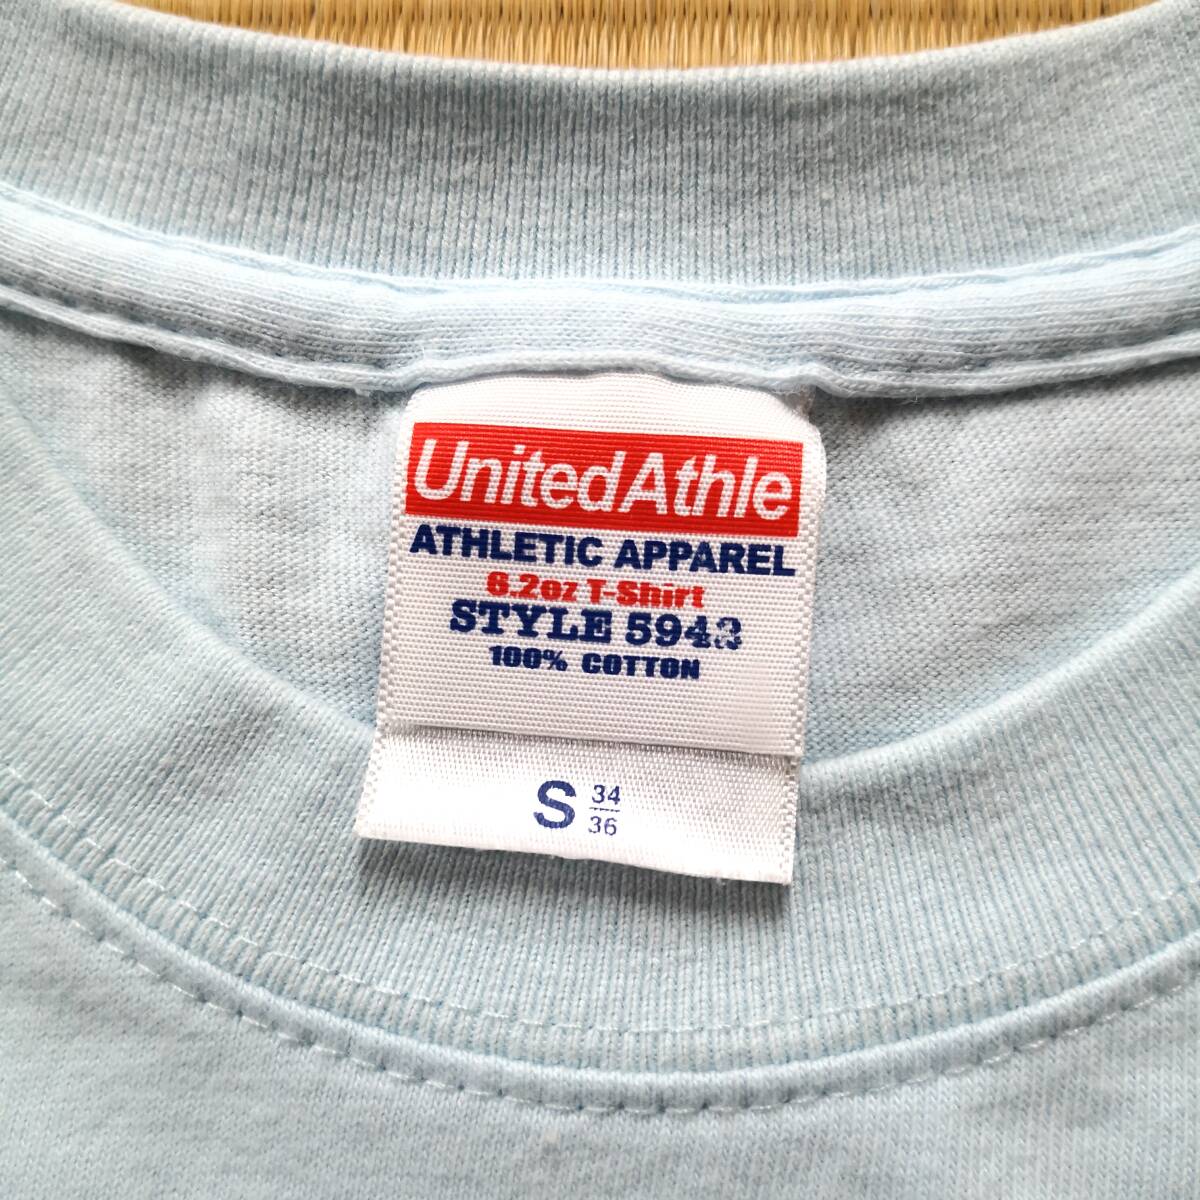 UnitedAthle
ATHLETIC APPAREL
6.2oz T-Shirt
STYLE 5942
100% COTTON
S 34
36